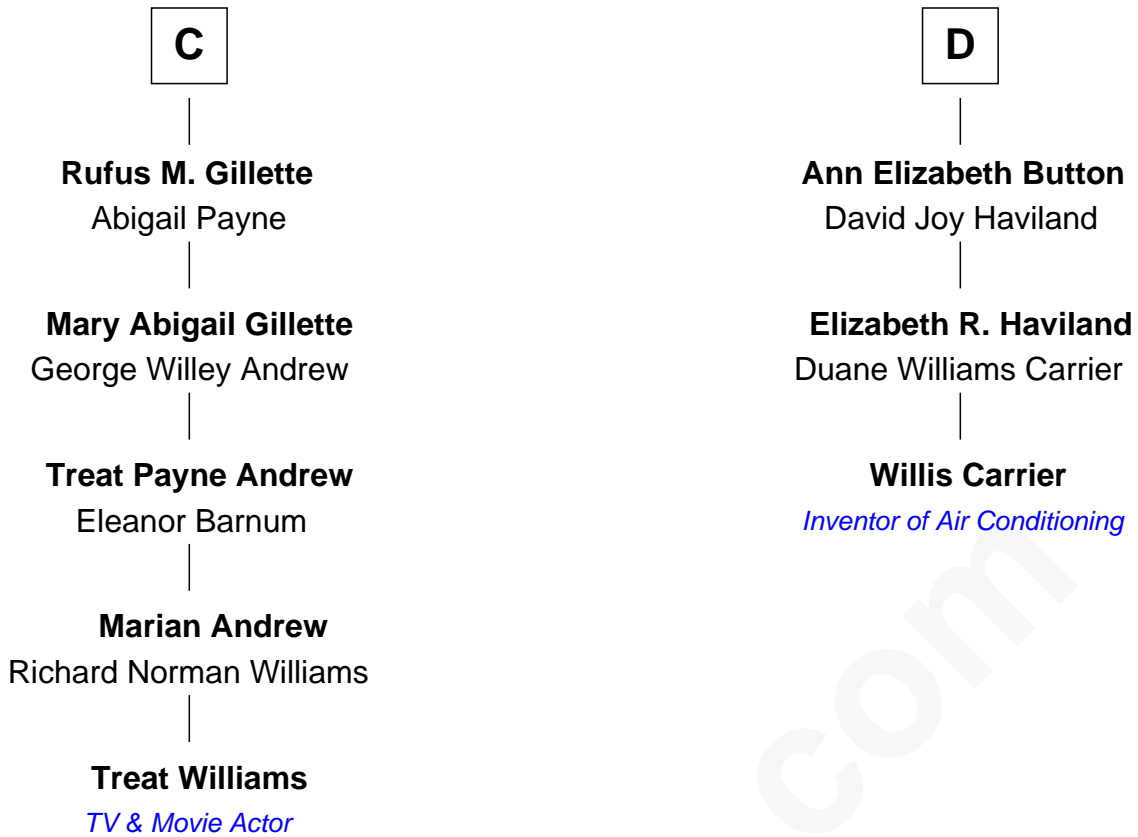 C
Rufus M. Gillette
Abigail Payne
Mary Abigail Gillette
George Willey Andrew
Treat Payne Andrew
Eleanor Barnum
Marian Andrew
Richard Norman Williams
Treat Williams
TV & Movie Actor
D
Ann Elizabeth Button
David Joy Haviland
Elizabeth R. Haviland
Duane Williams Carrier
Willis Carrier
Inventor of Air Conditioning
com